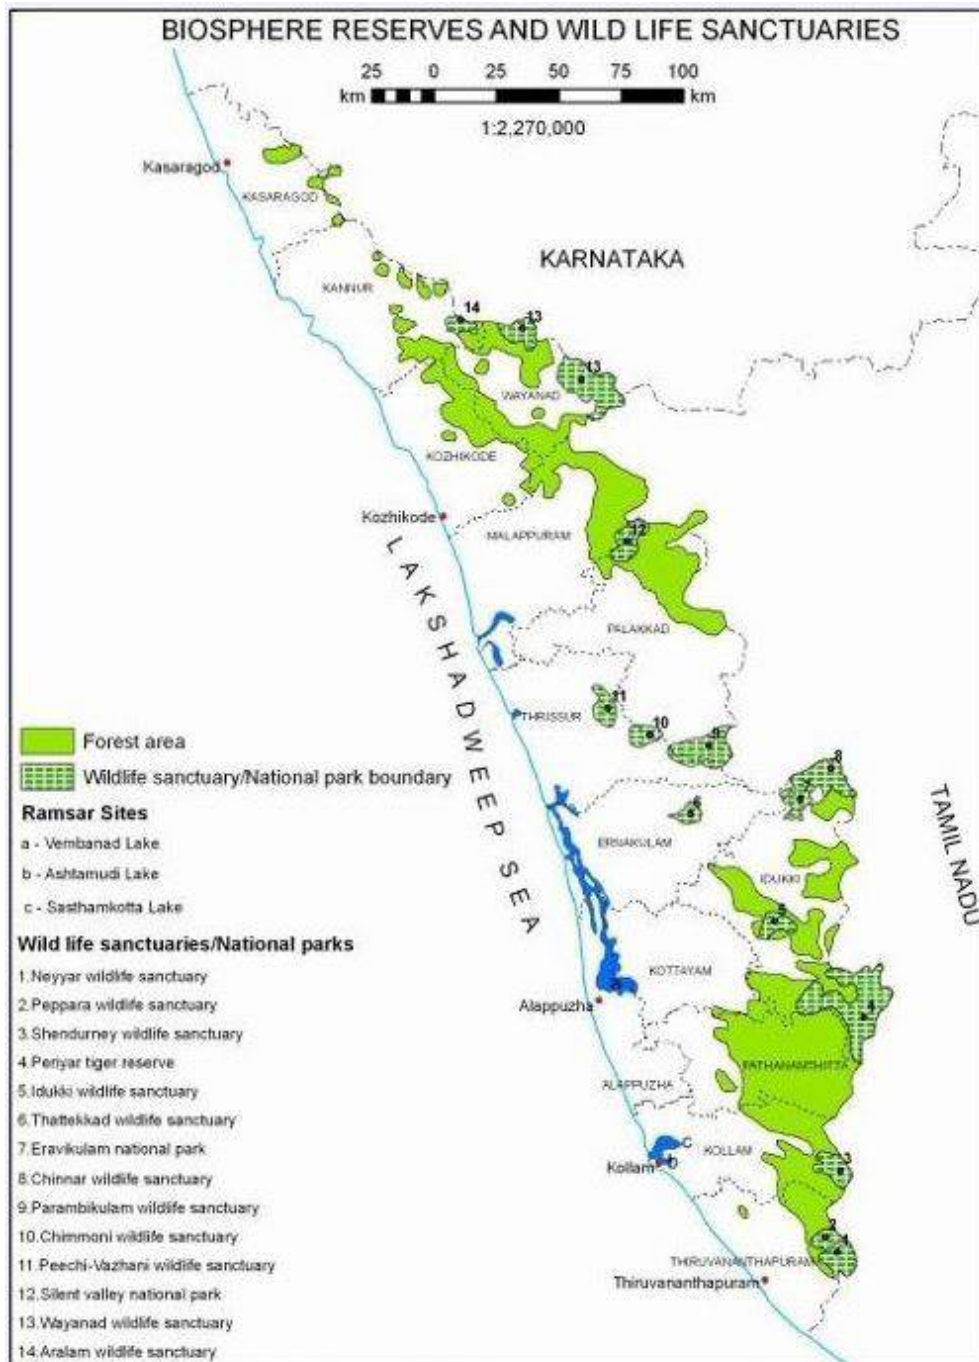 BIOSPHERE RESERVES AND WILD LIFE SANCTUARIES
25 0 25 50 75 100
km km
1:2,270,000
Kasaragod
KASARAGOD
KARNATAKA
KANNUR
14
13
13
WAYANAD
KOZHIKODE
Kozhikode
MALAPPURAM
12
LAKSHADWEEP SEA
PALAKKAD
11
THRISSUR
10
9
8
7
6
TAMIL NADU
ERNAKULAM
IDUKKI
5
KOTTAYAM
Alappuzha
4
PATHANAMTHITTA
ALAPPUZHA
C
KOLLAM
3
Kollam
2
1
THIRUVANANTHAPURAM
Thiruvananthapuram
Forest area
Wildlife sanctuary/National park boundary
Ramsar Sites
a - Vembanad Lake
b - Ashtamudi Lake
c - Sasthamkotta Lake
Wild life sanctuaries/National parks
1.Neyyar wildlife sanctuary
2.Peppara wildlife sanctuary
3.Shendurney wildlife sanctuary
4.Periyar tiger reserve
5.Idukki wildlife sanctuary
6.Thattekkad wildlife sanctuary
7.Eravikulam national park
8.Chinnar wildlife sanctuary
9.Parambikulam wildlife sanctuary
10.Chimmoni wildlife sanctuary
11.Peechi-Vazhani wildlife sanctuary
12.Silent valley national park
13.Wayanad wildlife sanctuary
14.Aralam wildlife sanctuary